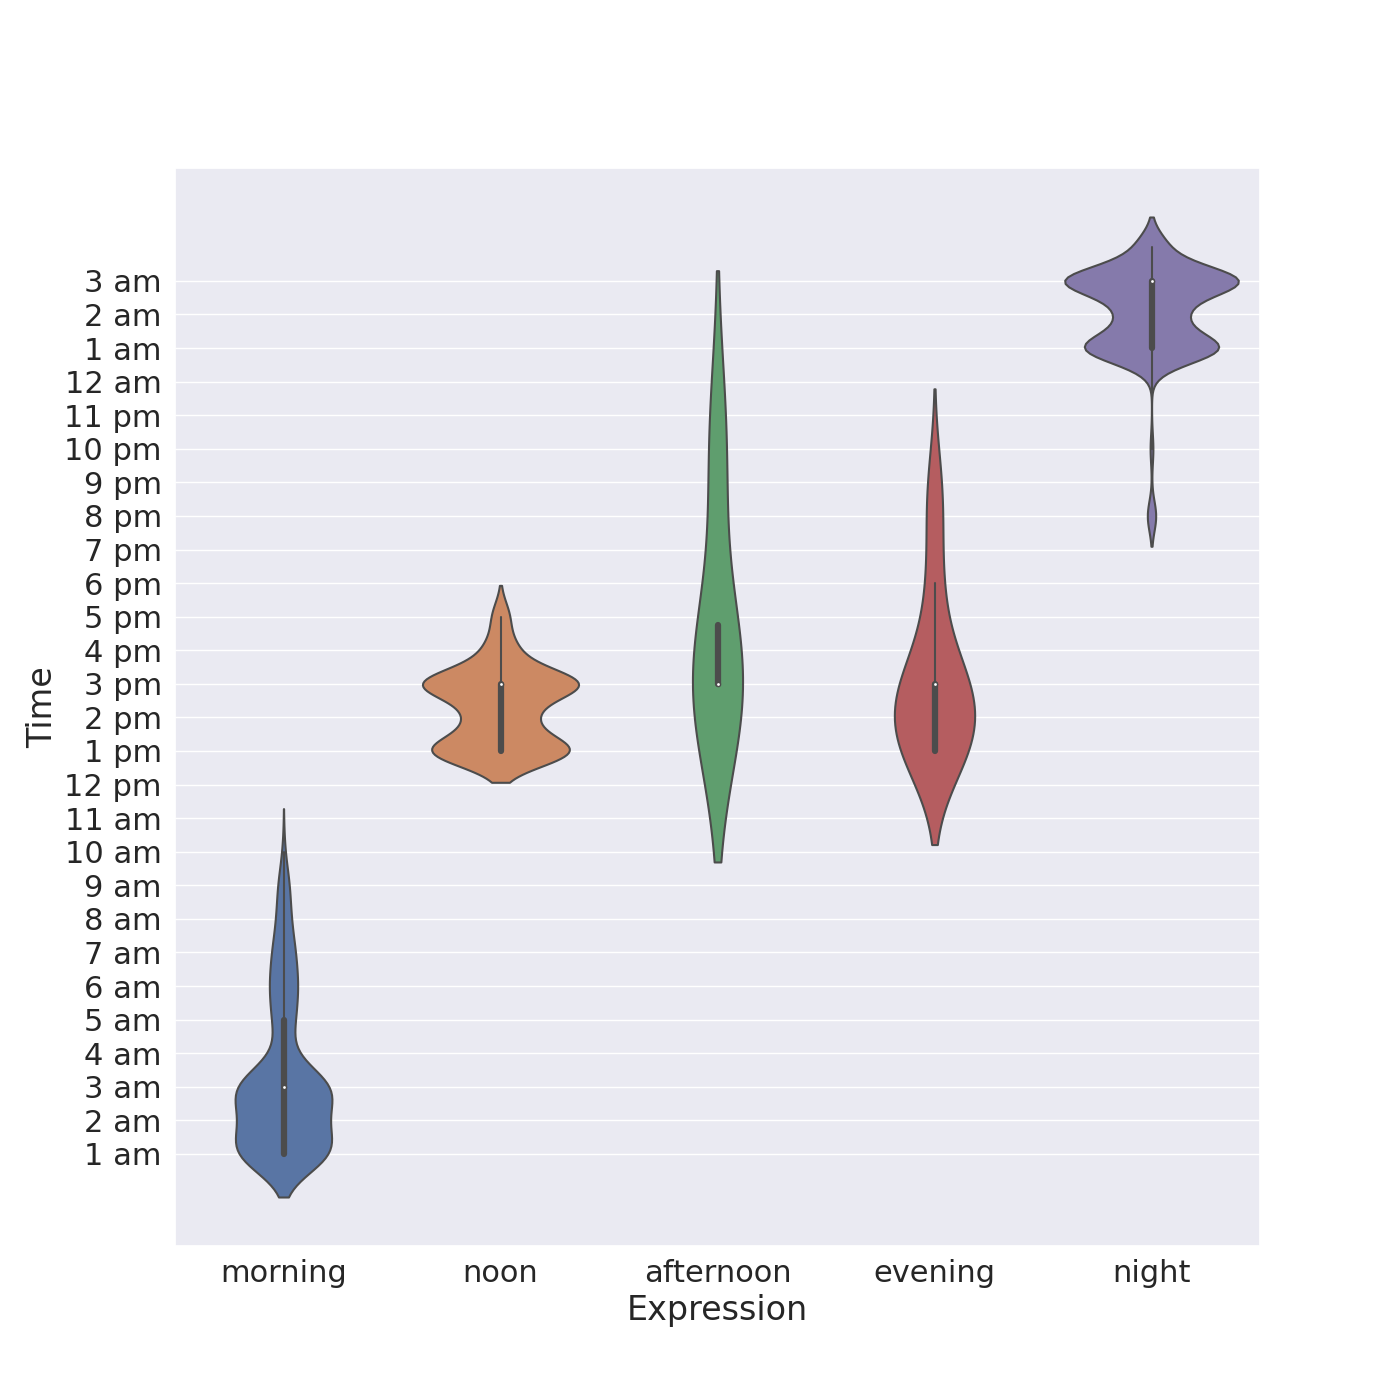 3 am
2 am
1 am
12 am
11 pm
10 pm
9 pm
8 pm
7 pm
6 pm
5 pm
4 pm
3 pm
2 pm
1 pm
12 pm
11 am
10 am
9 am
8 am
7 am
6 am
5 am
4 am
3 am
2 am
1 am
Time
morning noon afternoon evening night
Expression